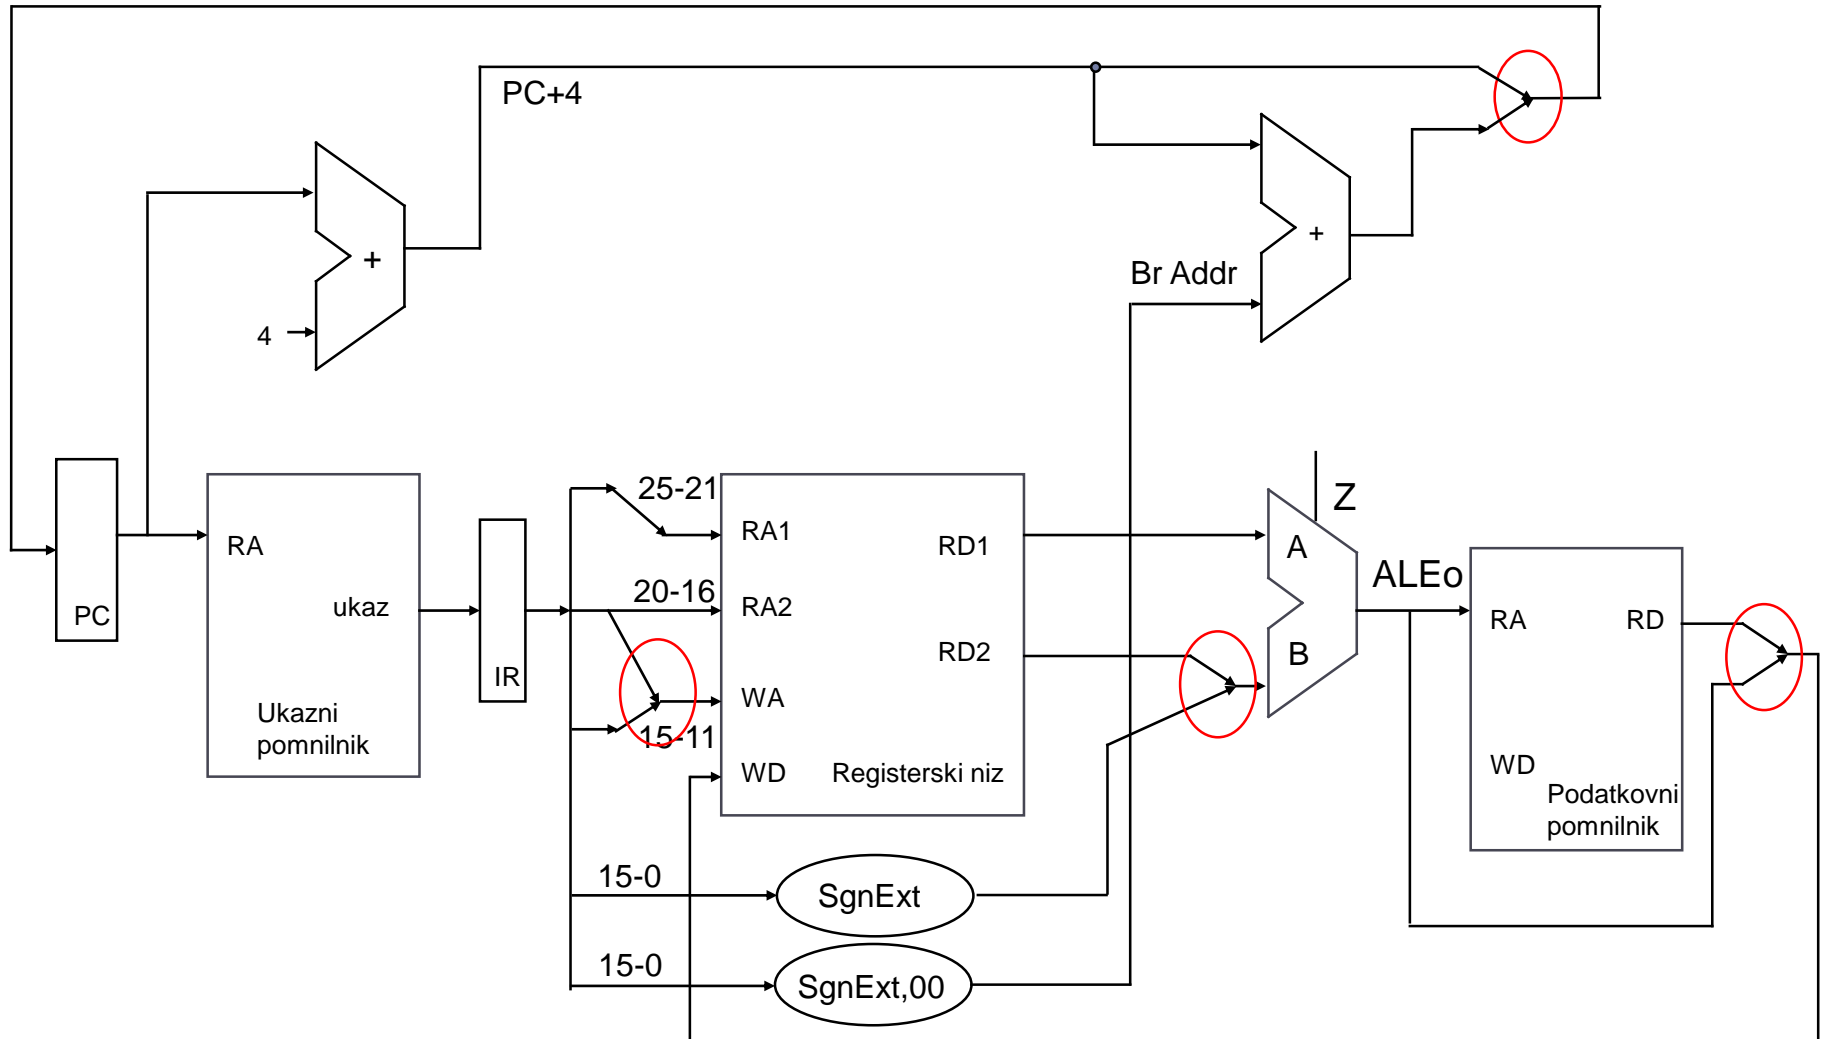 PC+4
+
4
+
Br Addr
PC
RA
ukaz
Ukazni
pomnilnik
IR
25-21
20-16
15-11
RA1
RA2
WA
WD
RD1
RD2
Registerski niz
15-0
SgnExt
15-0
SgnExt,00
Z
A
B
ALEo
RA
RD
WD
Podatkovni
pomnilnik